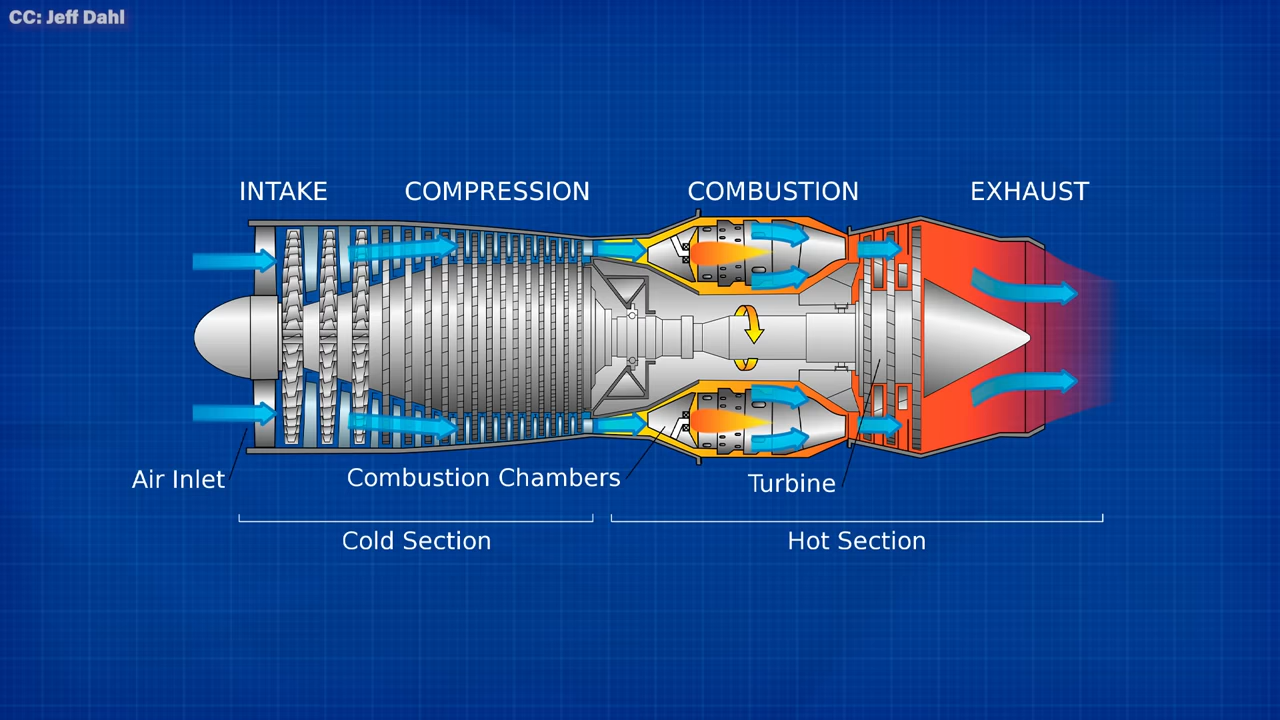 CC: Jeff Dahl
INTAKE
COMPRESSION
COMBUSTION
EXHAUST
Air Inlet
Combustion Chambers
Turbine
Cold Section
Hot Section